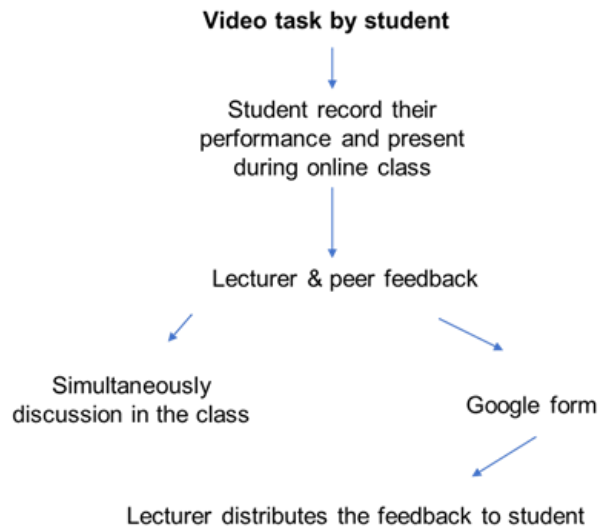 Video task by student
Student record their
performance and present
during online class
Lecturer & peer feedback
Simultaneously
discussion in the class
Google form
Lecturer distributes the feedback to student